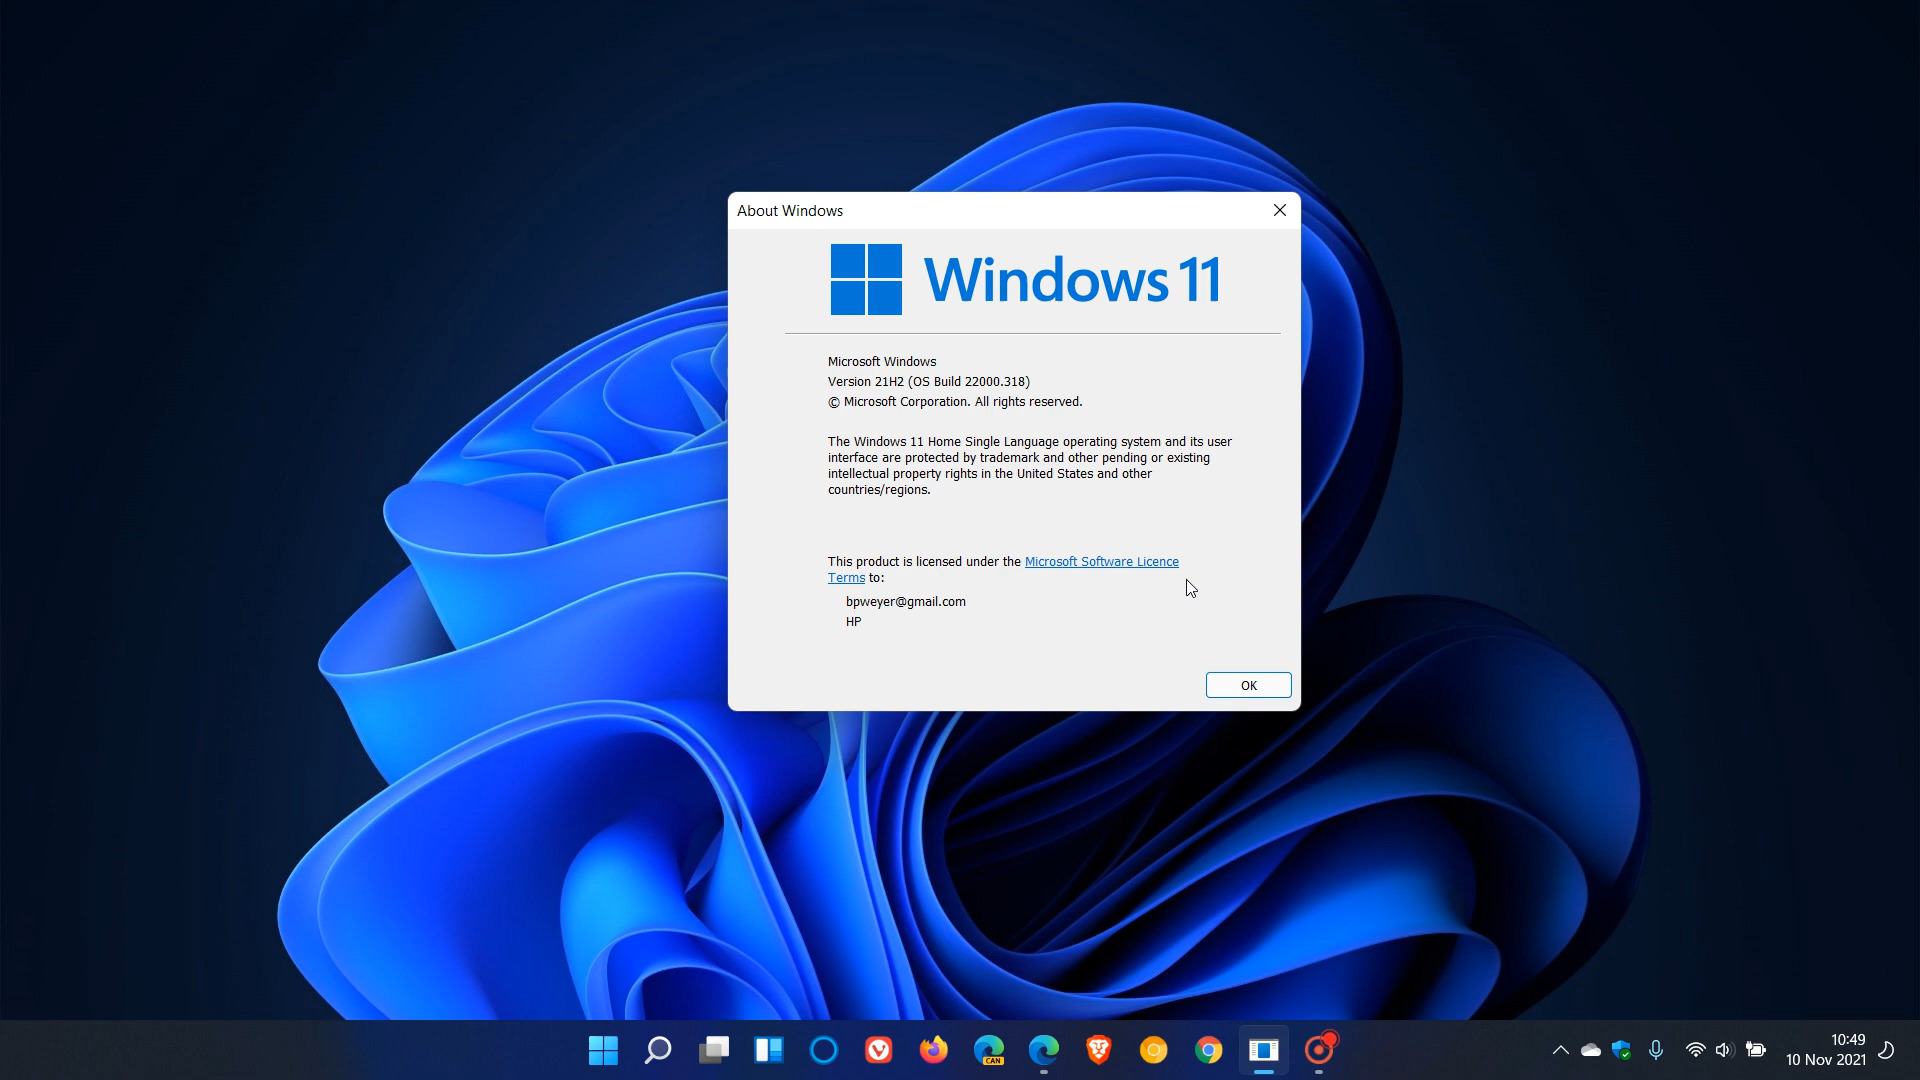 About Windows
Windows 11
Microsoft Windows
Version 21H2 (OS Build 22000.318)
© Microsoft Corporation. All rights reserved.
The Windows 11 Home Single Language operating system and its user
interface are protected by trademark and other pending or existing
intellectual property rights in the United States and other
countries/regions.
This product is licensed under the Microsoft Software Licence
Terms to:
bpweyer@gmail.com
HP
OK
CAN
10:49
10 Nov 2021